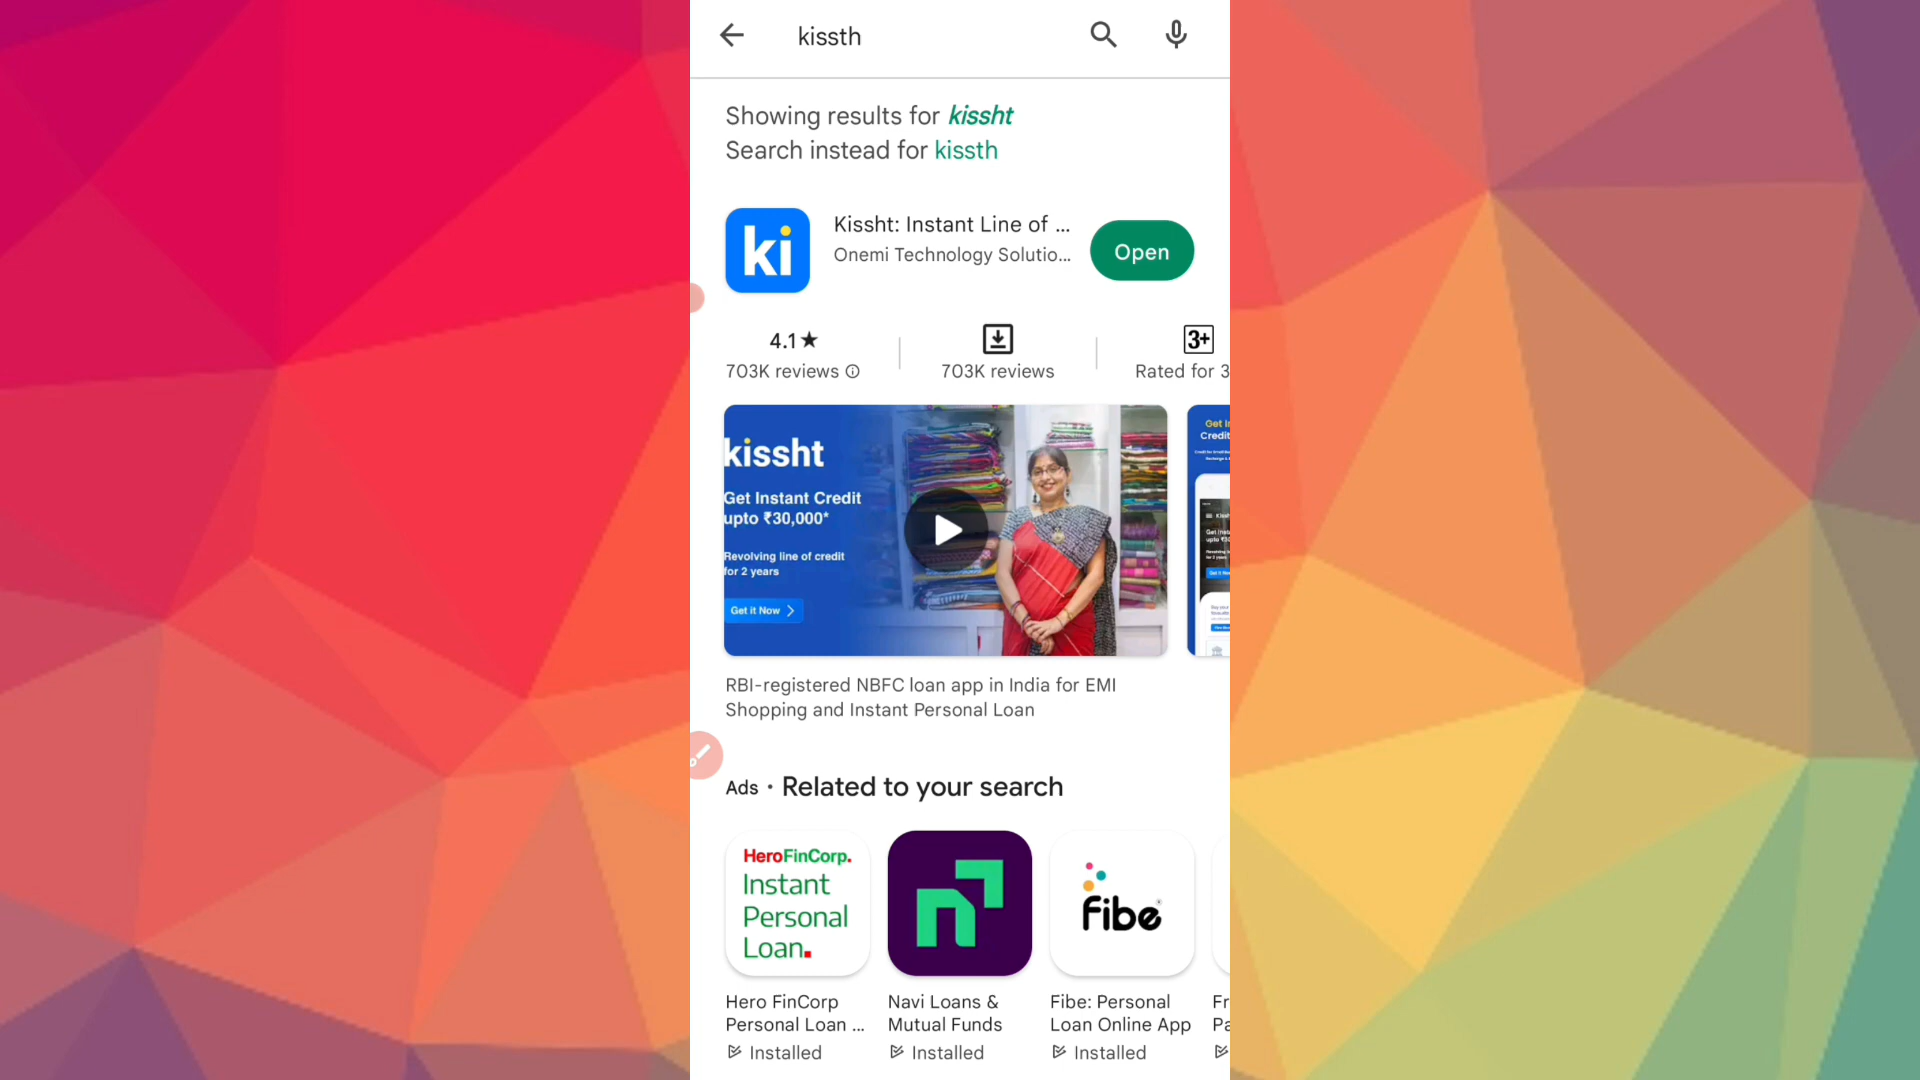 kissth
Showing results for kissht
Search instead for kissth
ki
Kissht: Instant Line of ...
Onemi Technology Solutio...
Open
4.1★
703K reviews
703K reviews
3+
Rated for 3
kissht
Get Instant Credit
upto ₹30,000*
Revolving line of credit
for 2 years
Get it Now
Get I
Credit
RBI-registered NBFC loan app in India for EMI
Shopping and Instant Personal Loan
Ads • Related to your search
HeroFinCorp.
Instant
Personal
Loan.
fibe
Hero FinCorp
Personal Loan ...
Installed
Navi Loans &
Mutual Funds
Installed
Fibe: Personal
Loan Online App
Installed
Fr
Pa